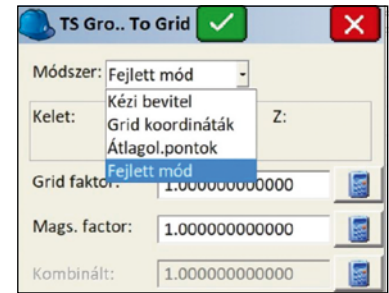 TS Gro.. To Grid
Módszer: Fejlett mód
Kézi bevitel
Kelet: Z:
Grid koordináták
Átlagol.pontok
Fejlett mód
Grid faktor: 1.000000000000
Mags. factor: 1.000000000000
Kombinált: 1.000000000000